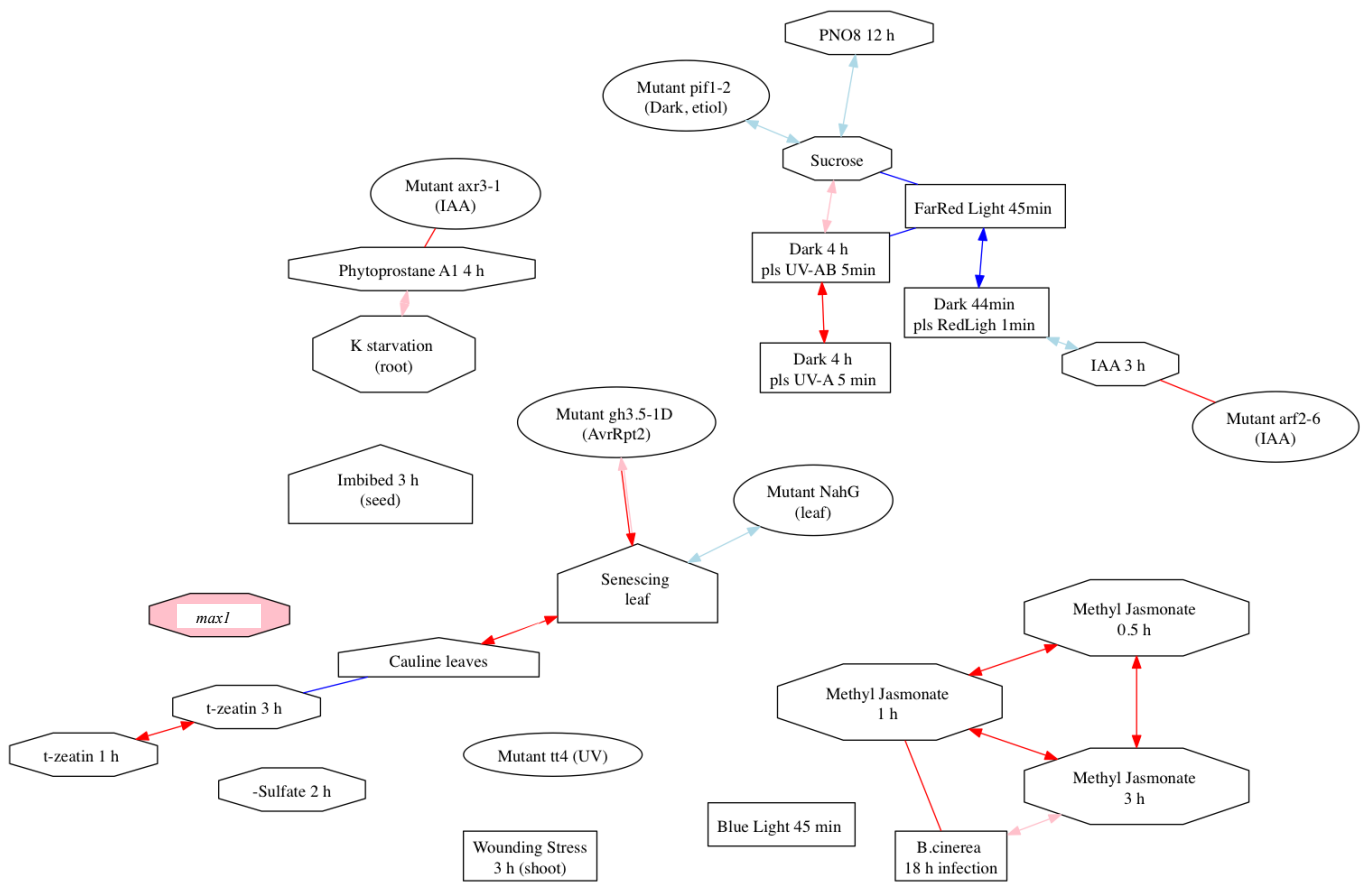 PNO8 12 h
Mutant pif1-2
(Dark, etiol)
Sucrose
Mutant axr3-1
(IAA)
FarRed Light 45min
Dark 4 h
pls UV-AB 5min
Phytoprostane A1 4 h
Dark 44min
pls RedLigh 1min
K starvation
(root)
Dark 4 h
pls UV-A 5 min
IAA 3 h
Mutant gh3.5-1D
(AvrRpt2)
Mutant arf2-6
(IAA)
Imbibed 3 h
(seed)
Mutant NahG
(leaf)
Senescing
leaf
max1
Methyl Jasmonate
0.5 h
Cauline leaves
t-zeatin 3 h
Methyl Jasmonate
1 h
t-zeatin 1 h
Mutant tt4 (UV)
-Sulfate 2 h
Methyl Jasmonate
3 h
Blue Light 45 min
Wounding Stress
3 h (shoot)
B.cinerea
18 h infection